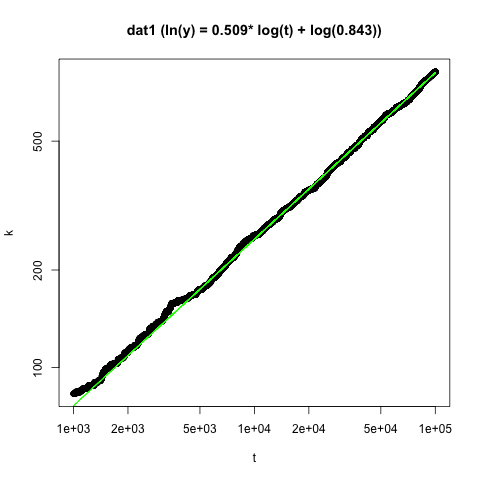 dat1 (ln(y) = 0.509* log(t) + log(0.843))
500
200
100
k
1e+03 2e+03 5e+03 1e+04 2e+04 5e+04 1e+05
t